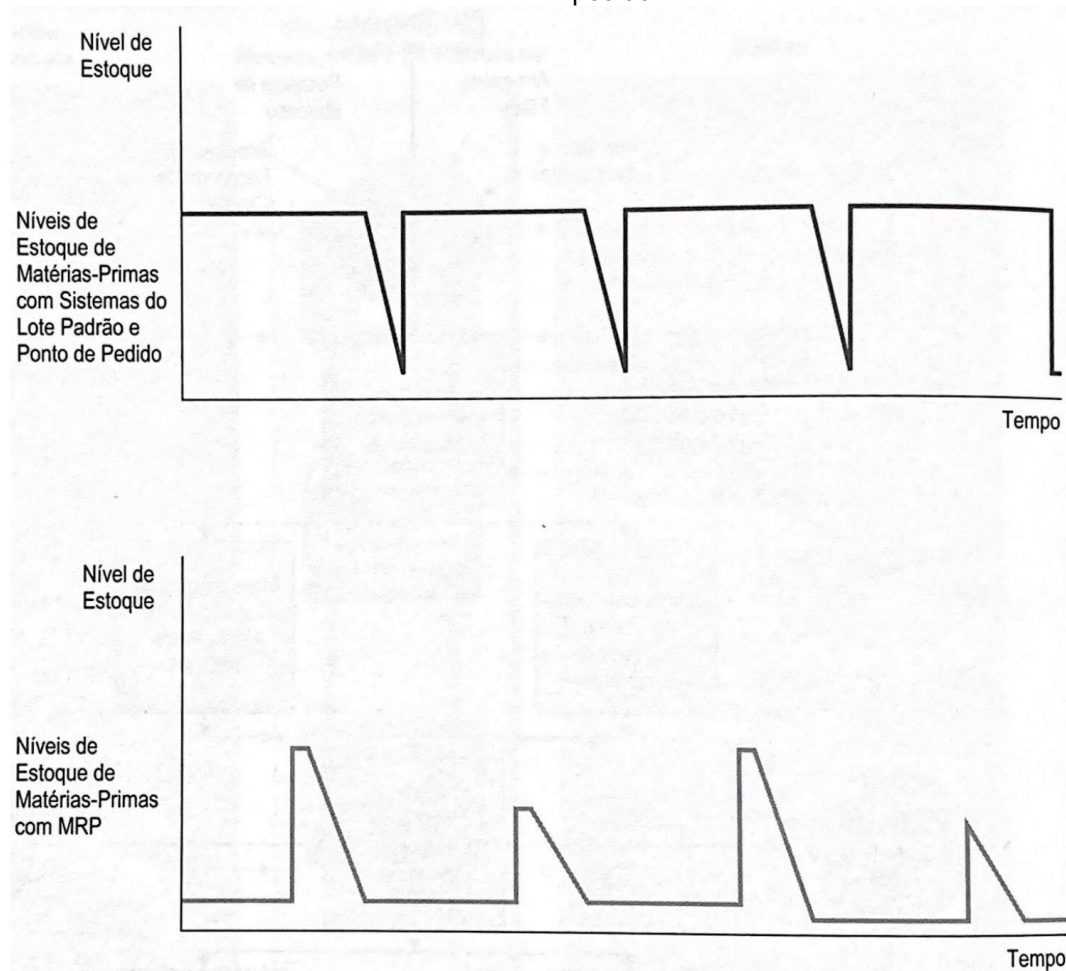 Nível de
Estoque
Níveis de
Estoque de
Matérias-Primas
com Sistemas do
Lote Padrão e
Ponto de Pedido
Tempo
Nível de
Estoque
Níveis de
Estoque de
Matérias-Primas
com MRP
Tempo